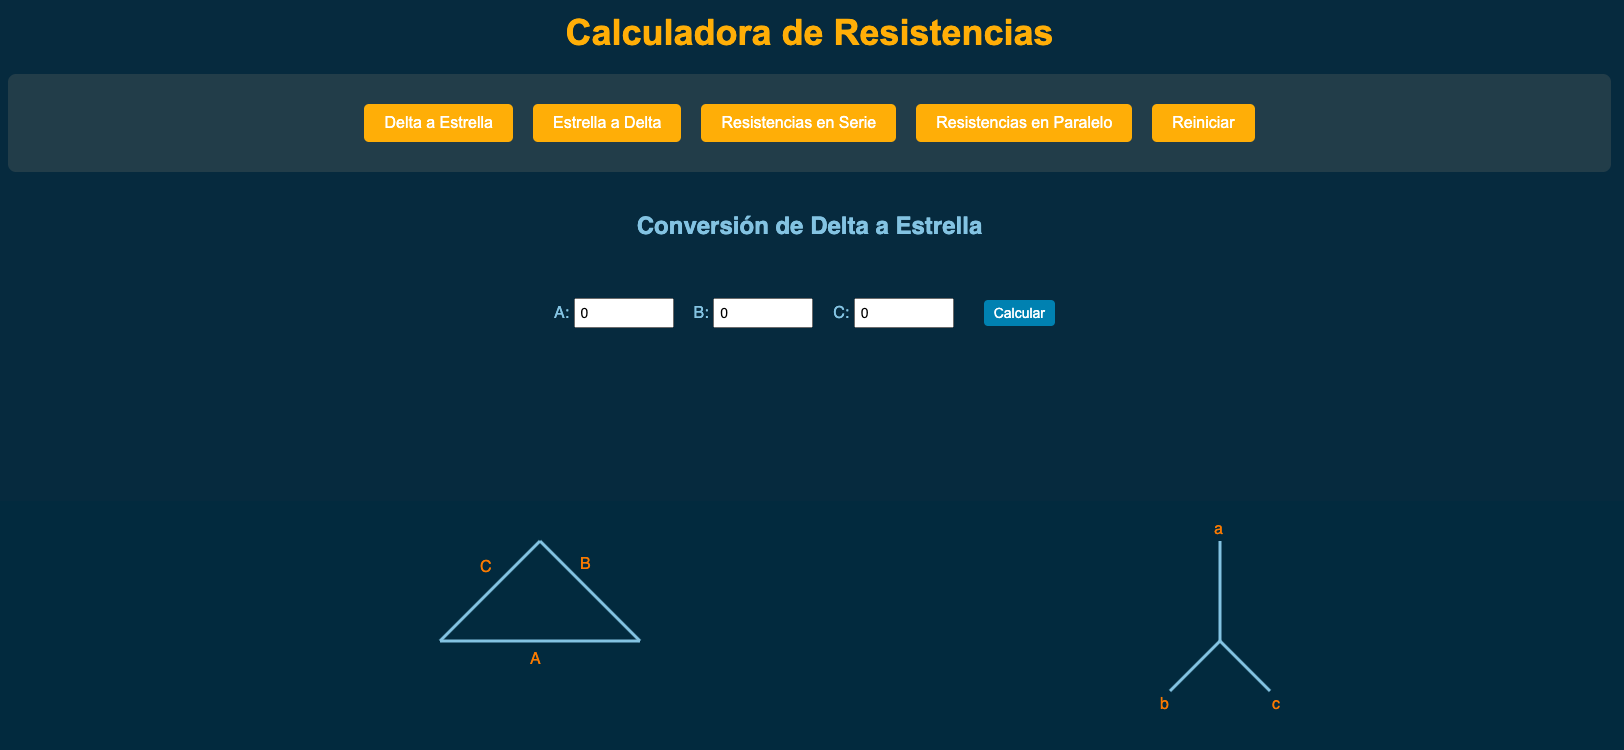 Calculadora de Resistencias
Delta a Estrella Estrella a Delta Resistencias en Serie Resistencias en Paralelo Reiniciar
Conversión de Delta a Estrella
A: 0 B: 0 C: 0 Calcular
a
C B
A
b c